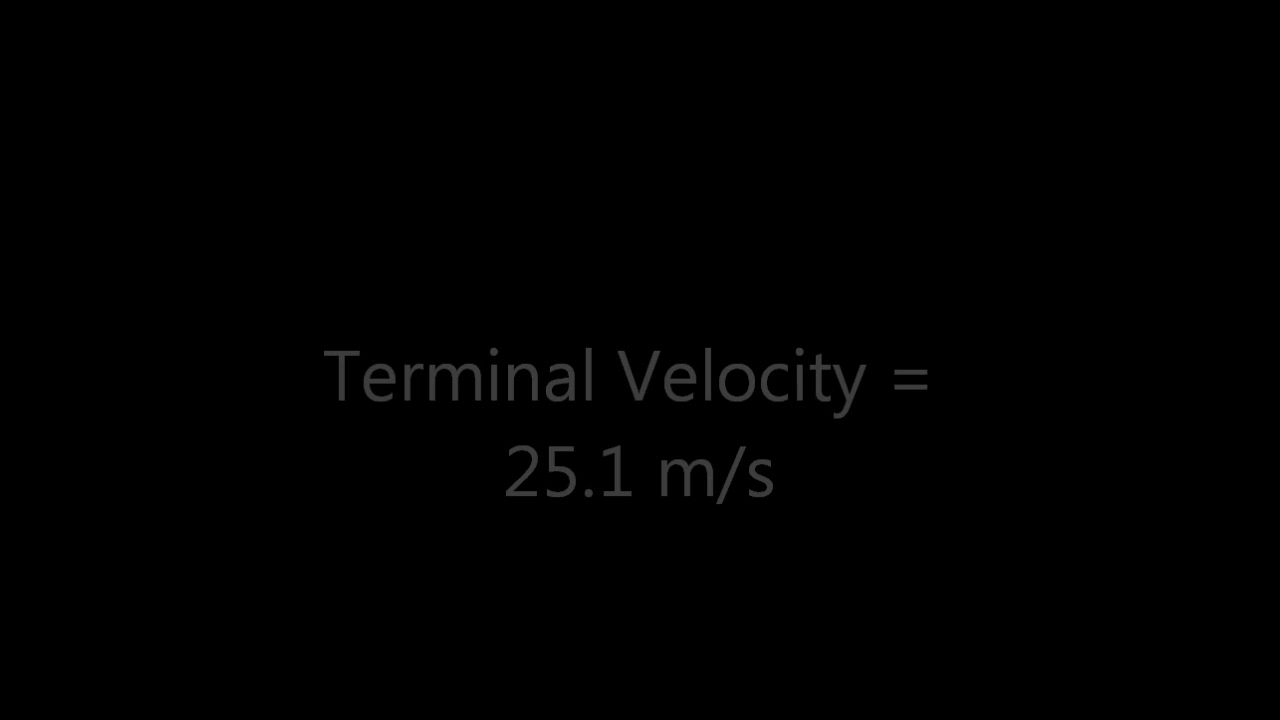 Terminal Velocity =
25.1 m/s